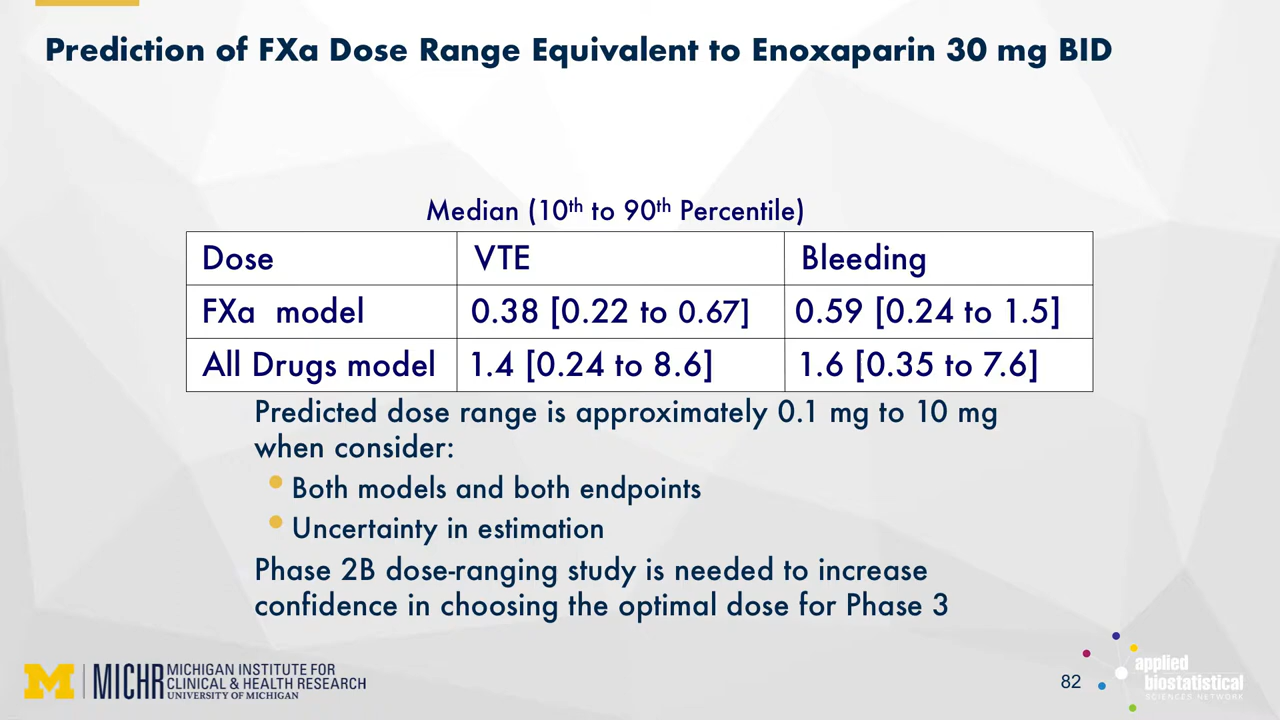 Prediction of FXa Dose Range Equivalent to Enoxaparin 30 mg BID
Median (10th to 90th Percentile)
Dose VTE Bleeding
FXa model 0.38 [0.22 to 0.67] 0.59 [0.24 to 1.5]
All Drugs model 1.4 [0.24 to 8.6] 1.6 [0.35 to 7.6]
Predicted dose range is approximately 0.1 mg to 10 mg
when consider:
Both models and both endpoints
Uncertainty in estimation
Phase 2B dose-ranging study is needed to increase
confidence in choosing the optimal dose for Phase 3
M MICHR MICHIGAN INSTITUTE FOR
CLINICAL & HEALTH RESEARCH
UNIVERSITY OF MICHIGAN
82
applied
biostatistical
SCIENCES NETWORK